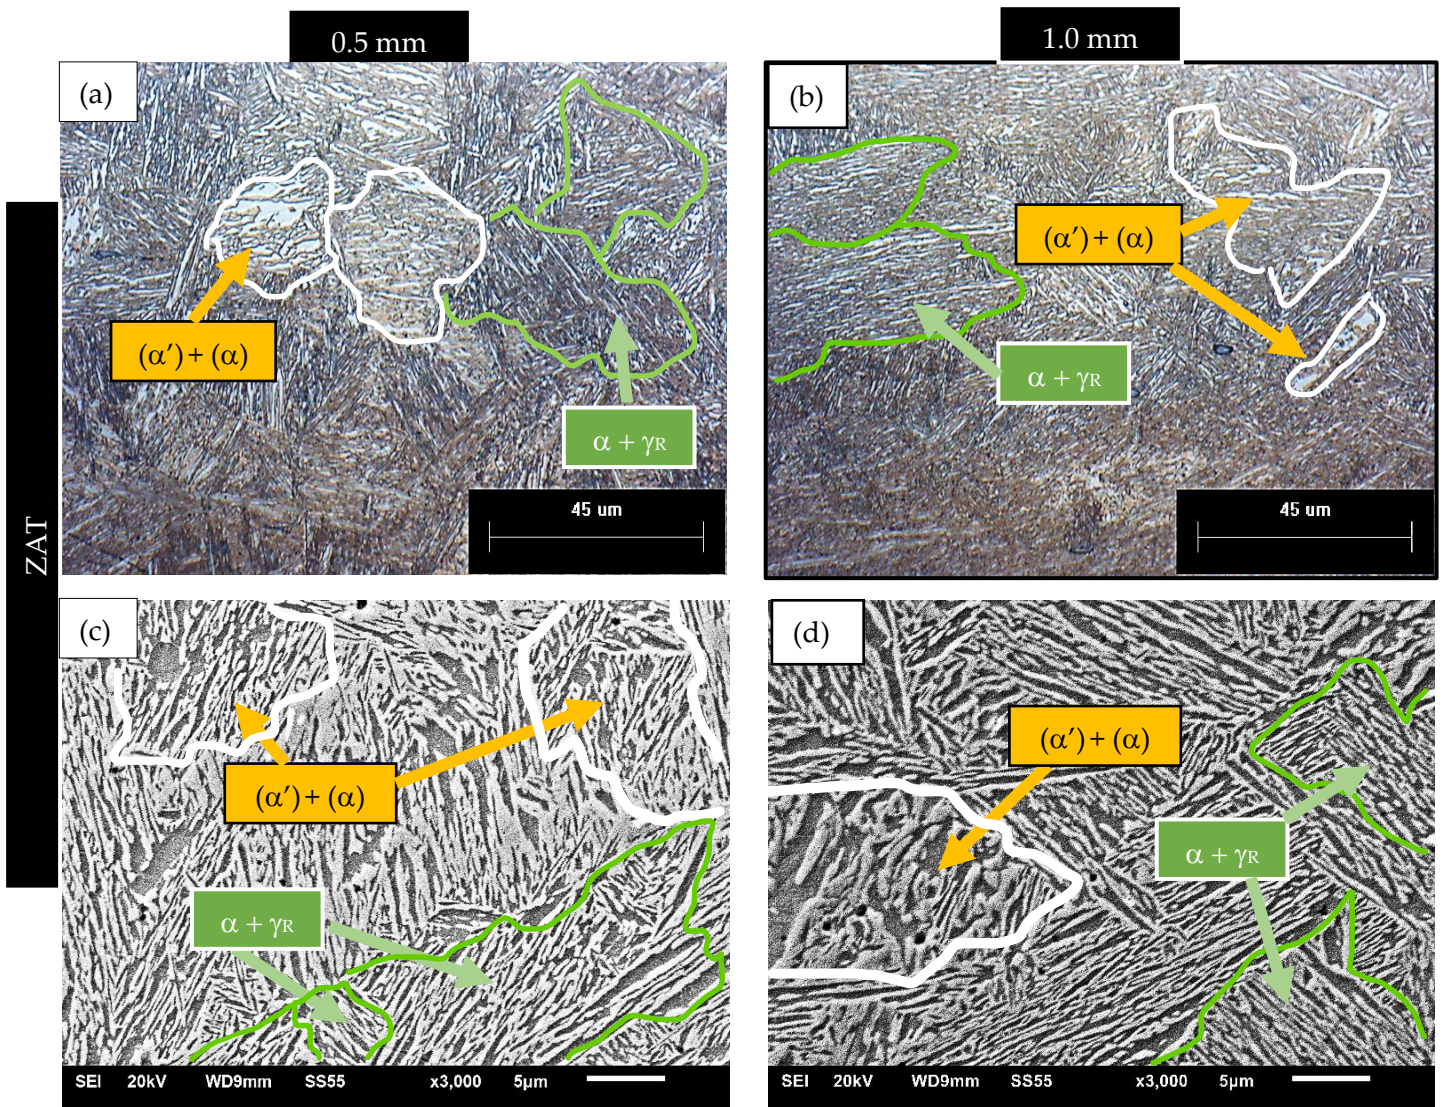 0.5 mm
1.0 mm
ZAT
(a)
(α’) + (α)
α + γR
45 um
(b)
(α’) + (α)
α + γR
45 um
(c)
(α’) + (α)
α + γR
SEI 20kV WD9mm SS55 x3,000 5µm
(d)
(α’) + (α)
α + γR
SEI 20kV WD9mm SS55 x3,000 5µm